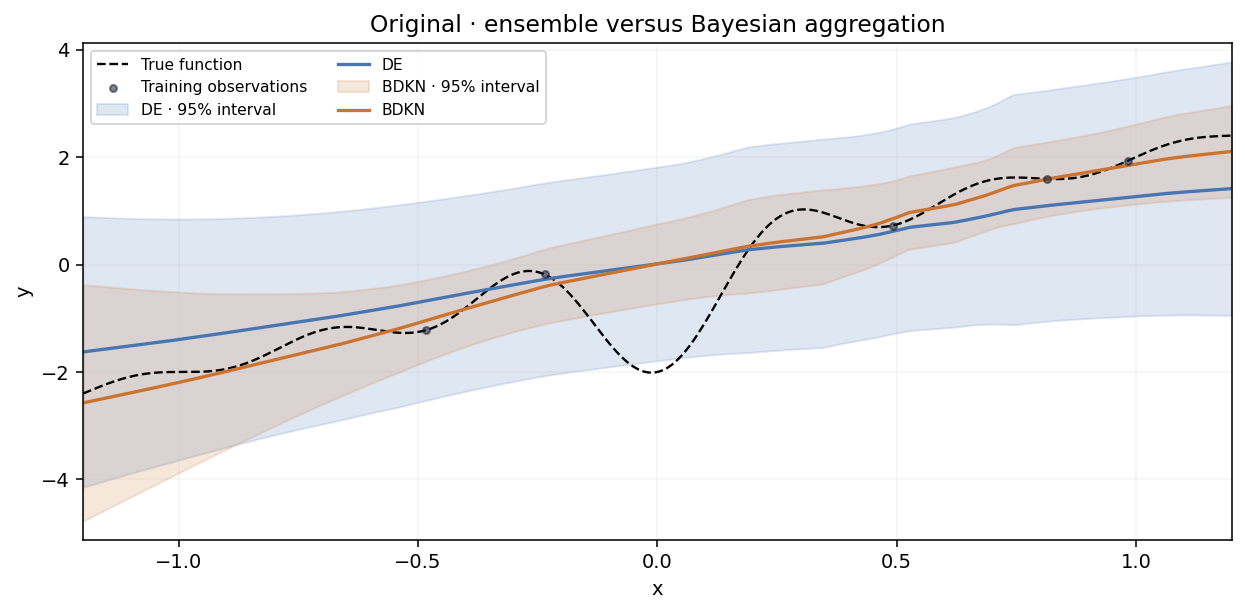 Original · ensemble versus Bayesian aggregation
True function
Training observations
DE · 95% interval
DE
BDKN · 95% interval
BDKN
4
2
0
−2
−4
y
−1.0
−0.5
0.0
0.5
1.0
x